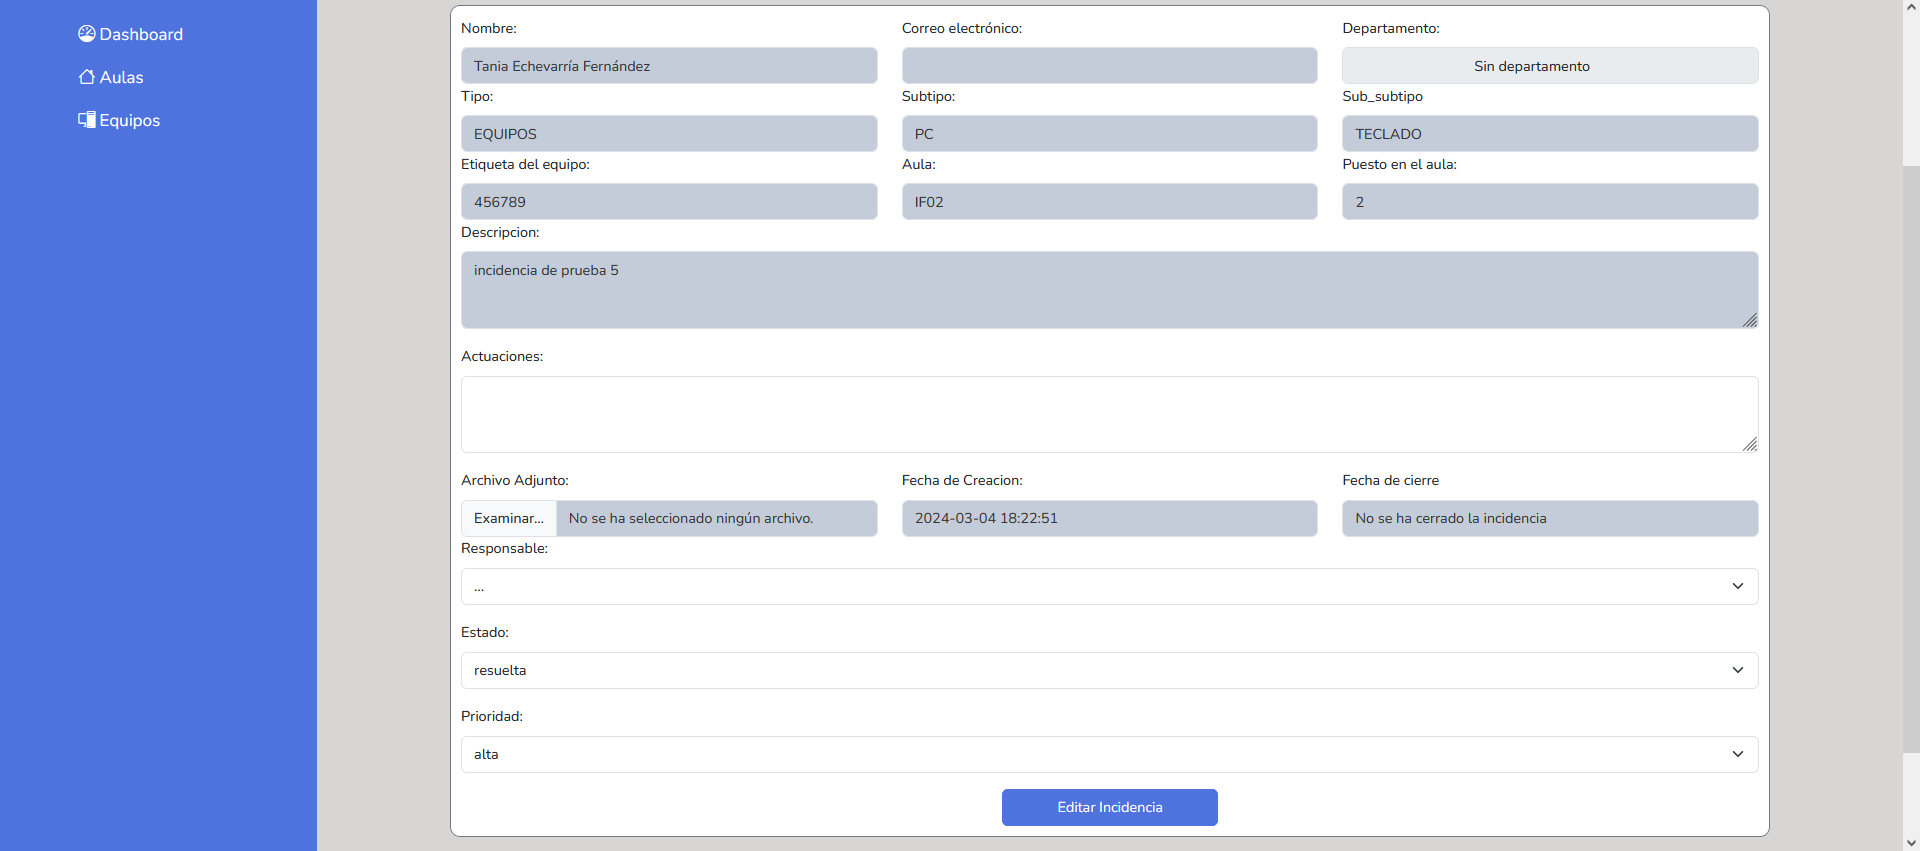 Dashboard
Aulas
Equipos
Nombre:
Correo electrónico:
Departamento:
Tania Echevarría Fernández
Sin departamento
Tipo:
Subtipo:
Sub_subtipo
EQUIPOS
PC
TECLADO
Etiqueta del equipo:
Aula:
Puesto en el aula:
456789
IF02
2
Descripcion:
incidencia de prueba 5
Actuaciones:
Archivo Adjunto:
Fecha de Creacion:
Fecha de cierre
Examinar... No se ha seleccionado ningún archivo.
2024-03-04 18:22:51
No se ha cerrado la incidencia
Responsable:
...
Estado:
resuelta
Prioridad:
alta
Editar Incidencia